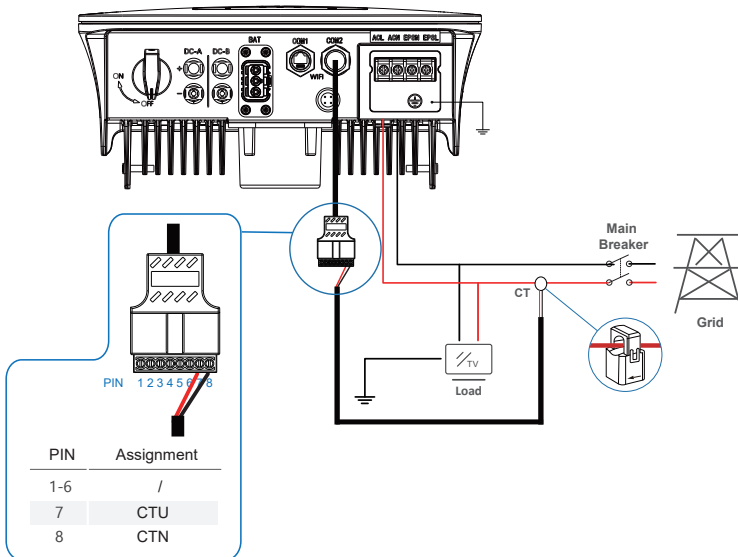 BAT
DC-A DC-B
COM1 COM2
WIFI
ACL ACN EPSN EPSL
+
−
ON
OFF
Main
Breaker
CT
Grid
TV
Load
PIN 1 2 3 4 5 6 7 8
PIN Assignment
1-6 /
7 CTU
8 CTN